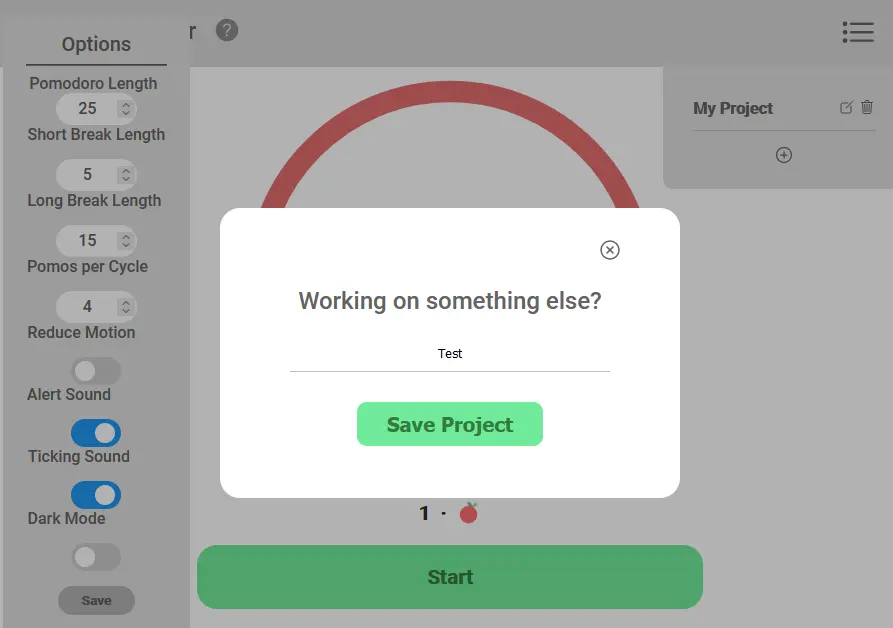 r ?
Options
Pomodoro Length
25
Short Break Length
5
Long Break Length
15
Pomos per Cycle
4
Reduce Motion
Alert Sound
Ticking Sound
Dark Mode
Save
My Project
Working on something else?
Test
Save Project
1 ·
Start